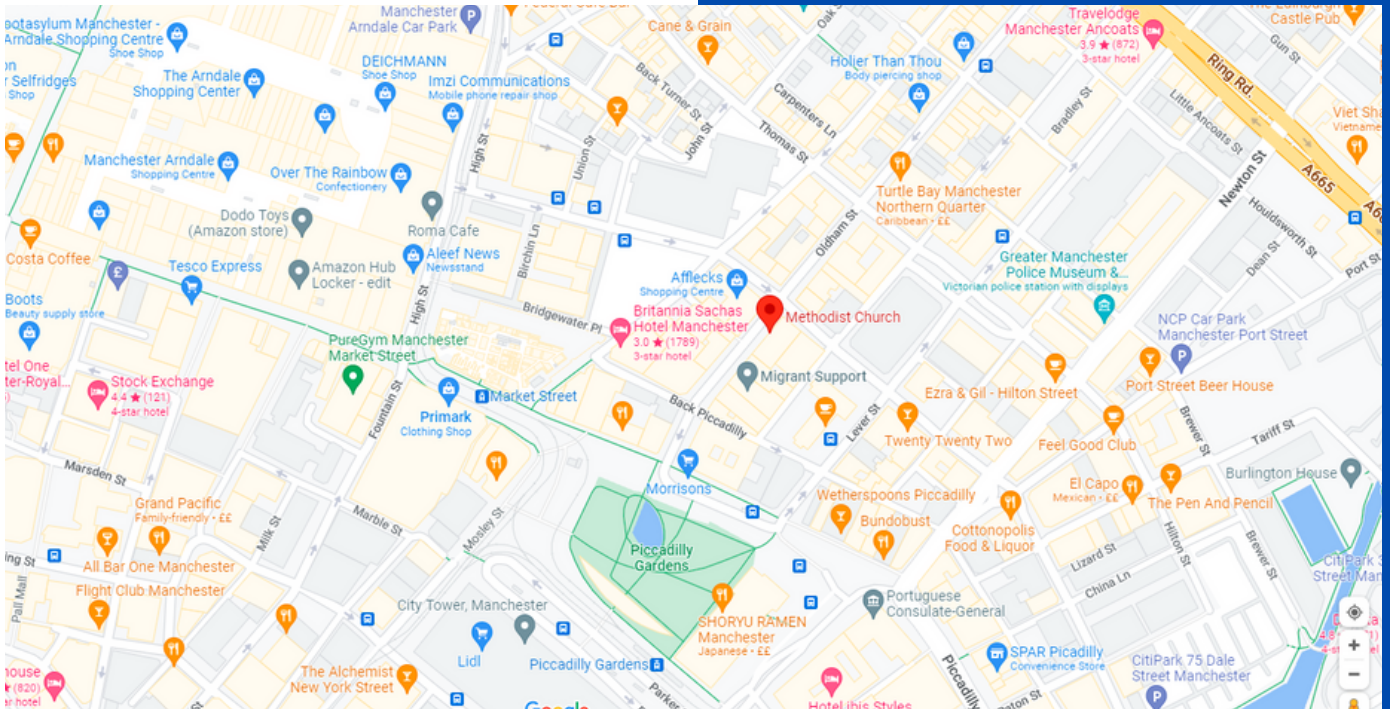 Manchester
Arndale Car Park
Cane & Grain
Oak
Travelodge
Manchester Ancoats
3.9 ★ (872)
3-star hotel
Castle Pub
Gun St
ootasylum Manchester -
Arndale Shopping Centre
Shoe Shop
Selfridges
Shop
The Arndale
Shopping Center
DEICHMANN
Shoe Shop
Imzi Communications
Mobile phone repair shop
Back Turner St
Holier Than Thou
Body piercing shop
Ring Rd.
Carpenters Ln
Bradley St
Little Ancoats St
Viet Sha
Vietname
High St
Union St
John St
Thomas St
Manchester Arndale
Shopping Centre
Over The Rainbow
Confectionery
Turtle Bay Manchester
Northern Quarter
Caribbean • ££
Newton St
A665
Houldsworth St
Dodo Toys
(Amazon store)
Roma Cafe
Birchin Ln
Oldham St
Dean St
Port St
Costa Coffee
Tesco Express
Amazon Hub
Locker - edit
Aleef News
Newsstand
Afflecks
Shopping Centre
Greater Manchester
Police Museum &...
Victorian police station with displays
Boots
Beauty supply store
High St
Bridgewater Pl
Britannia Sachas
Hotel Manchester
3.0 ★ (1789)
3-star hotel
Methodist Church
NCP Car Park
Manchester Port Street
PureGym Manchester
Market Street
tel One
ter-Royal...
Stock Exchange
4.4 ★ (121)
4-star hotel
Fountain St
Primark
Clothing Shop
Market Street
Migrant Support
Back Piccadilly
Lever St
Ezra & Gil - Hilton Street
Port Street Beer House
Twenty Twenty Two
Feel Good Club
Brewer St
Tariff St
Marsden St
Morrisons
Wetherspoons Piccadilly
El Capo
Mexican • ££
The Pen And Pencil
Burlington House
Grand Pacific
Family-friendly • ££
Milk St
Marble St
Mosley St
Bundobust
Cottonopolis
Food & Liquor
Hilton St
Brewer St
ing St
All Bar One Manchester
Piccadilly
Gardens
Lizard St
China Ln
CitiPark
Street Man
Flight Club Manchester
Pall Mall
City Tower, Manchester
SHORYU RAMEN
Manchester
Japanese • ££
Portuguese
Consulate-General
Lidl
Piccadilly Gardens
The Alchemist
New York Street
SPAR Picadilly
Convenience Store
CitiPark 75 Dale
Street Manchester
house
(820)
hotel
Parker
Hotel ibis Styles
Piccadilly
aton St
Google